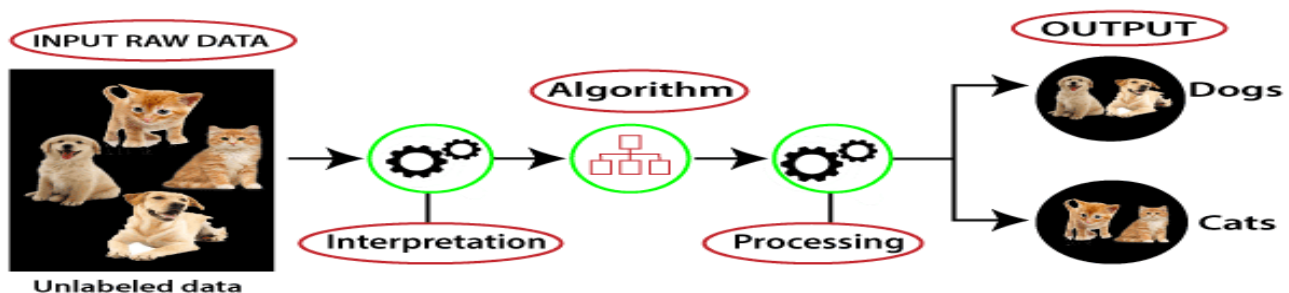 INPUT RAW DATA
Unlabeled data
Interpretation
Algorithm
Processing
OUTPUT
Dogs
Cats